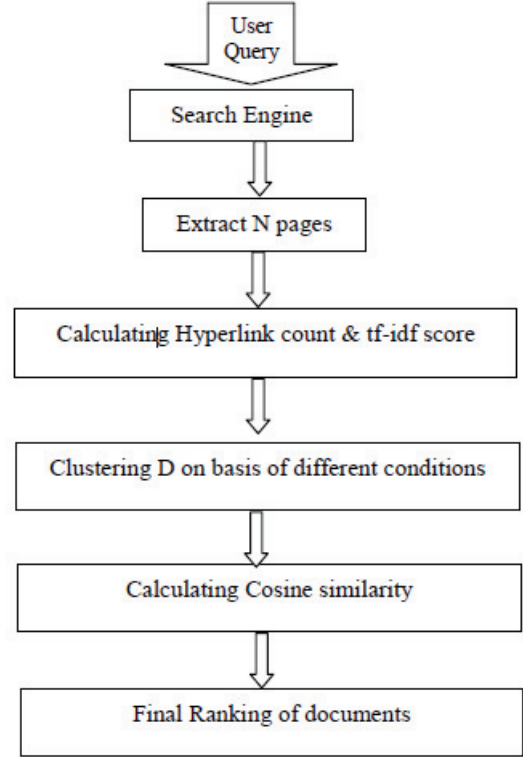 User
Query
Search Engine
Extract N pages
Calculating Hyperlink count & tf-idf score
Clustering D on basis of different conditions
Calculating Cosine similarity
Final Ranking of documents